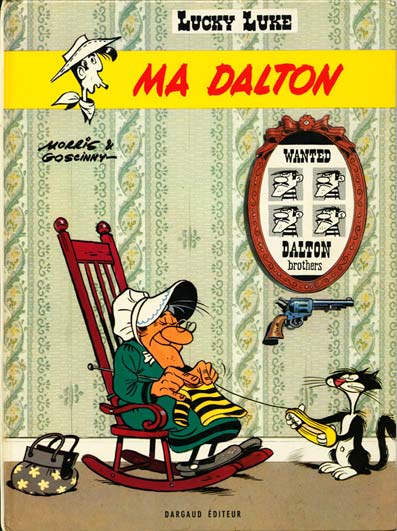 LUCKY LUKE
MA DALTON
MORRIS &
GOSCINNY
WANTED
DALTON
brothers
DARGAUD ÉDITEUR